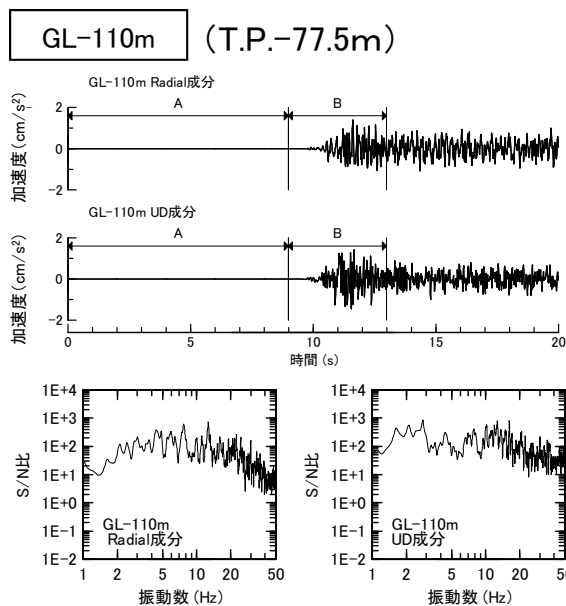 GL-110m (T.P.-77.5m)
GL-110m Radial成分
加速度(cm/s²)
2
0
-2
A B
GL-110m UD成分
加速度(cm/s²)
2
0
-2
A B
0 5 10 15 20
時間 (s)
S/N比
1E+4
1E+3
1E+2
1E+1
1E+0
1E-1
1E-2
GL-110m
Radial成分
1 2 5 10 20 50
振動数 (Hz)
S/N比
1E+4
1E+3
1E+2
1E+1
1E+0
1E-1
1E-2
GL-110m
UD成分
1 2 5 10 20 50
振動数 (Hz)